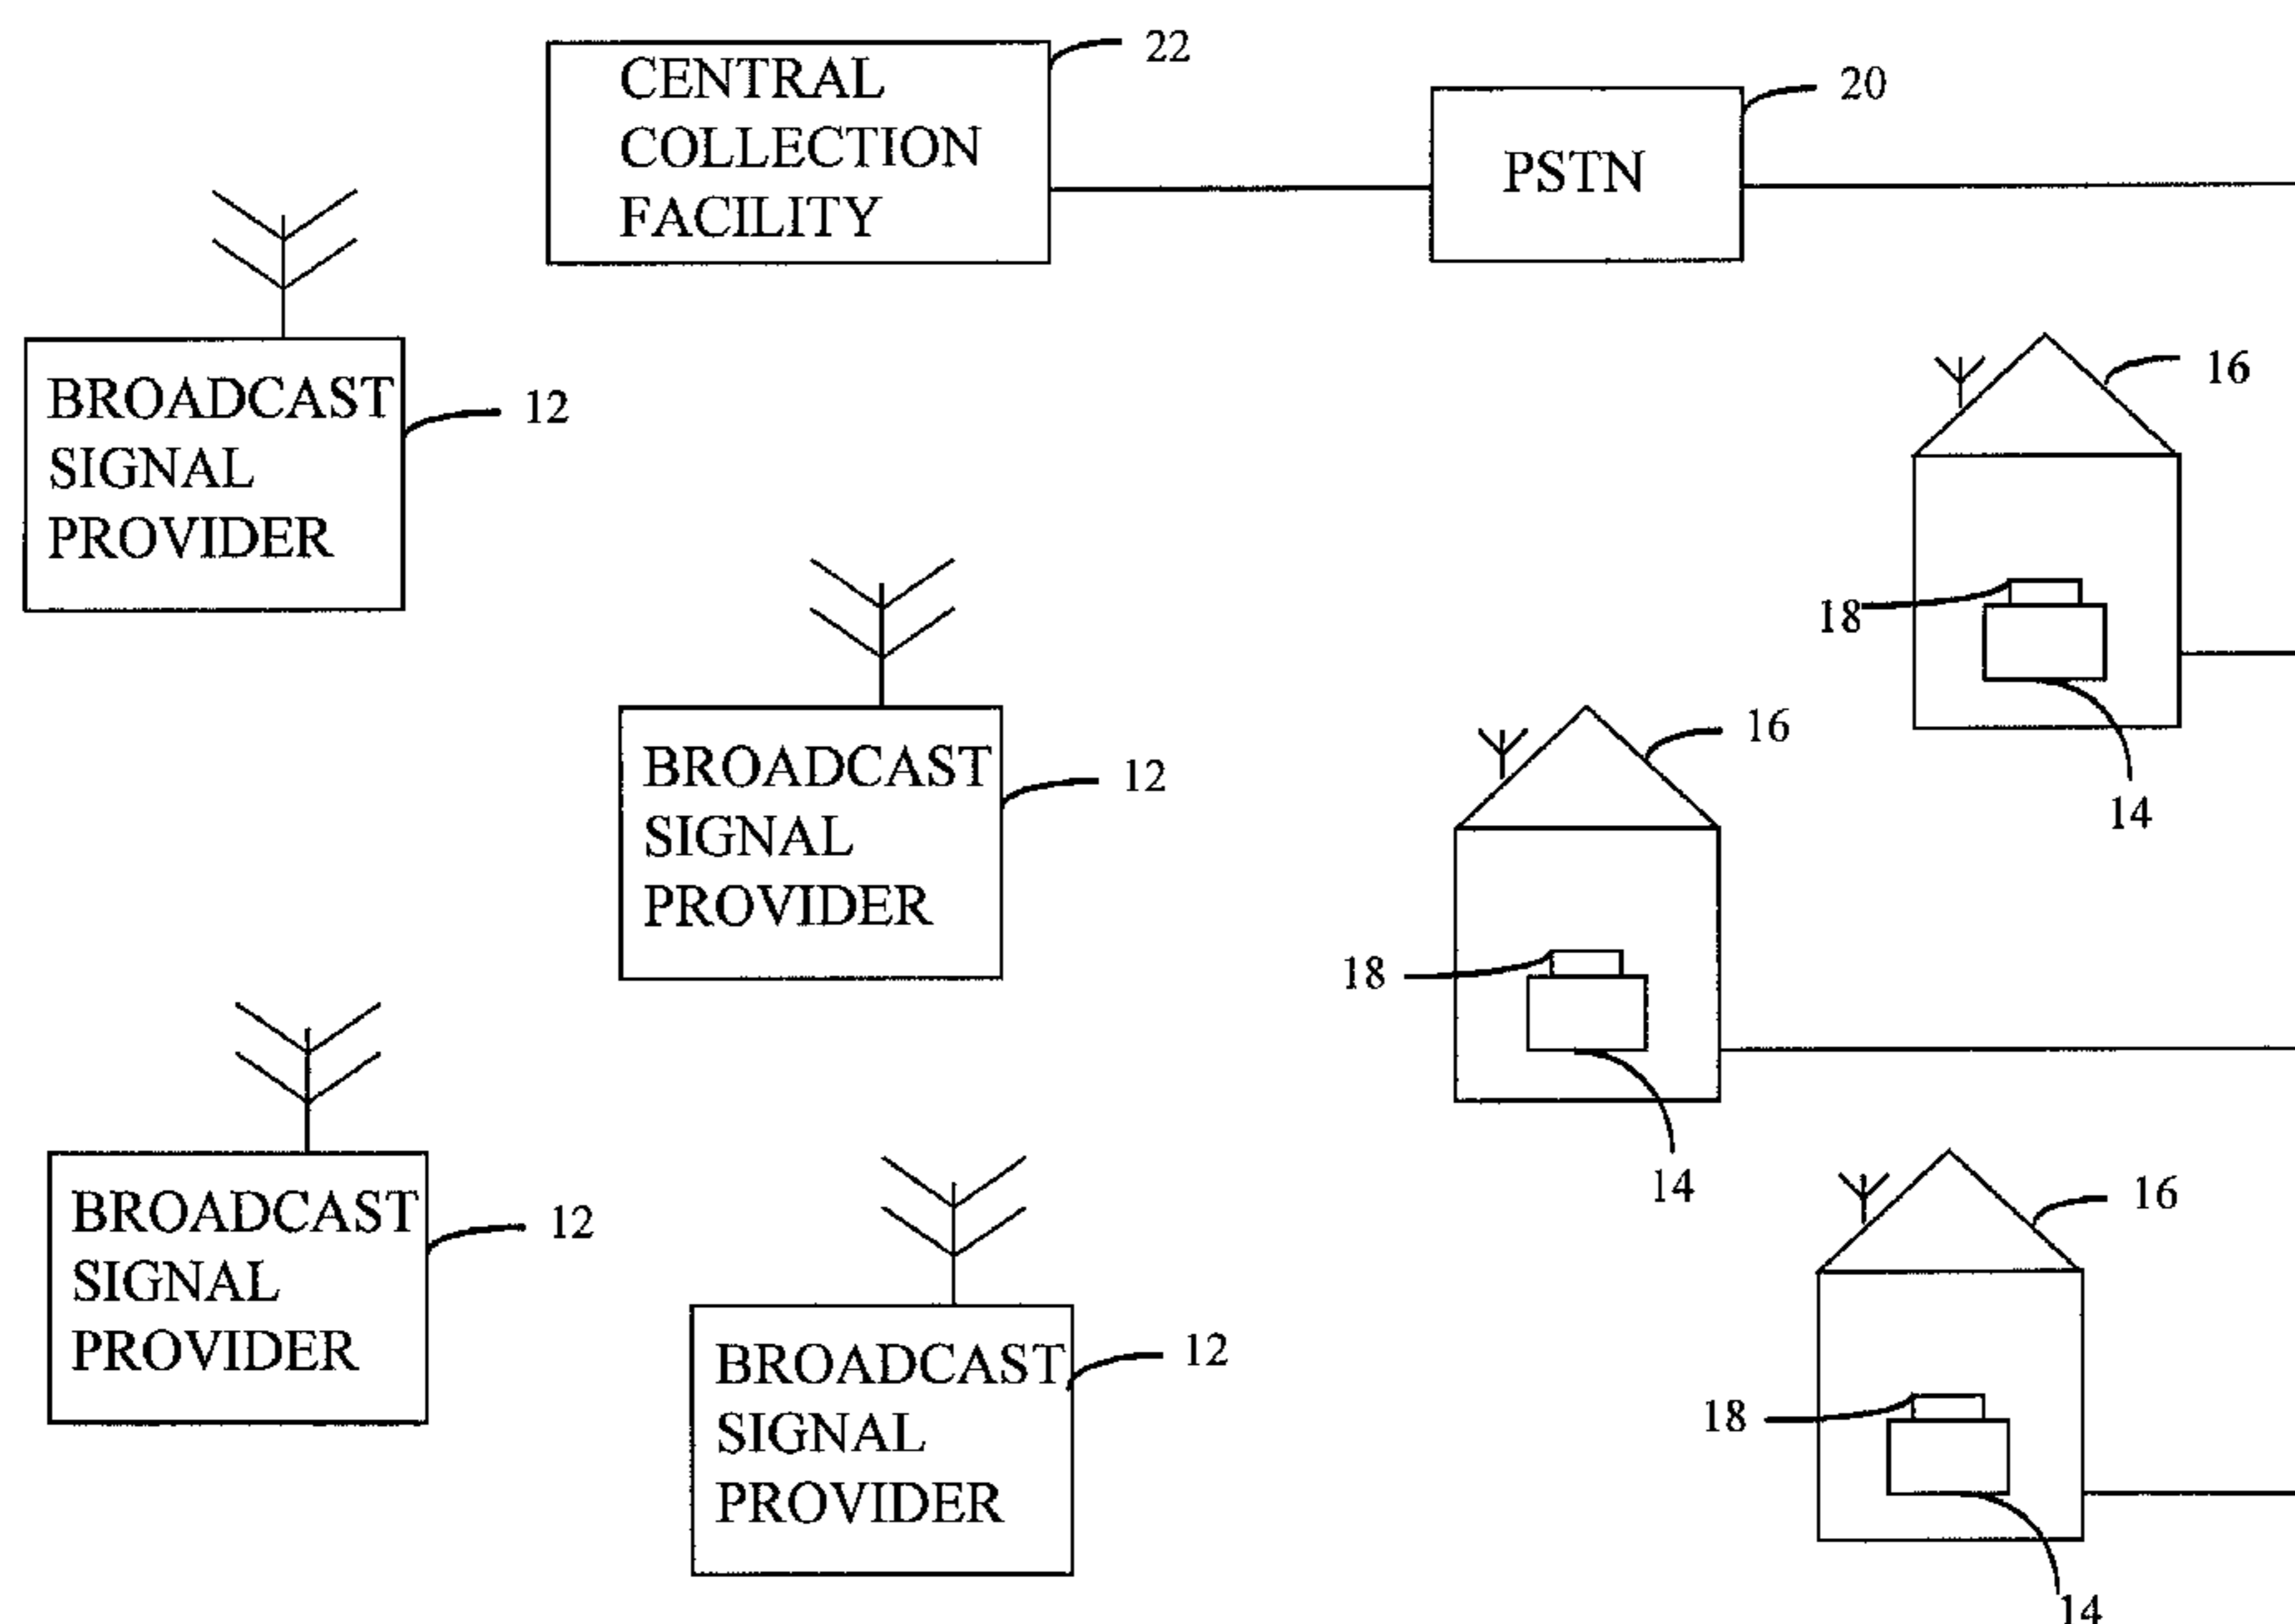 CENTRAL
COLLECTION
FACILITY
22
PSTN
20
BROADCAST
SIGNAL
PROVIDER
12
16
18
14
BROADCAST
SIGNAL
PROVIDER
12
16
18
14
BROADCAST
SIGNAL
PROVIDER
12
BROADCAST
SIGNAL
PROVIDER
12
16
18
14